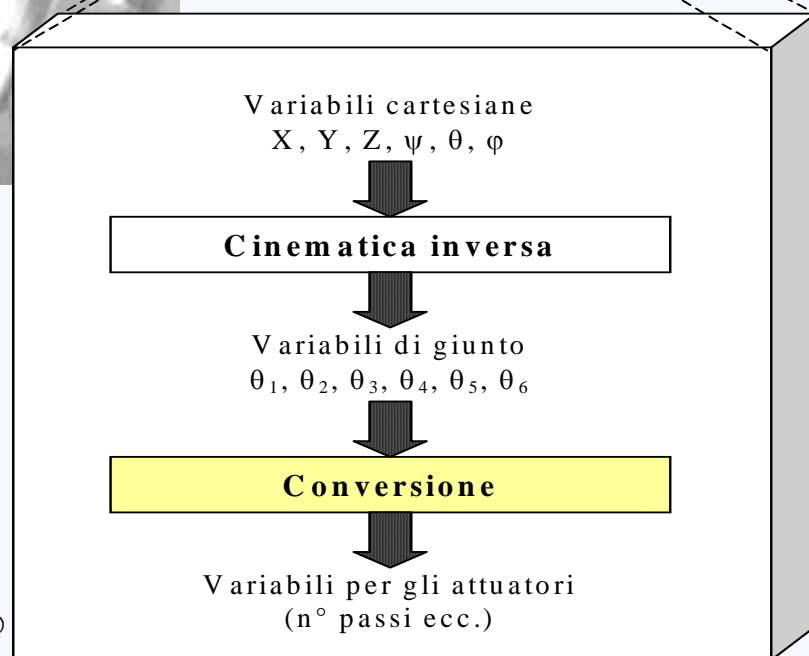 Variabili cartesiane
X, Y, Z, ψ, θ, φ
Cinematica inversa
Variabili di giunto
θ₁, θ₂, θ₃, θ₄, θ₅, θ₆
Conversione
Variabili per gli attuatori
(n° passi ecc.)